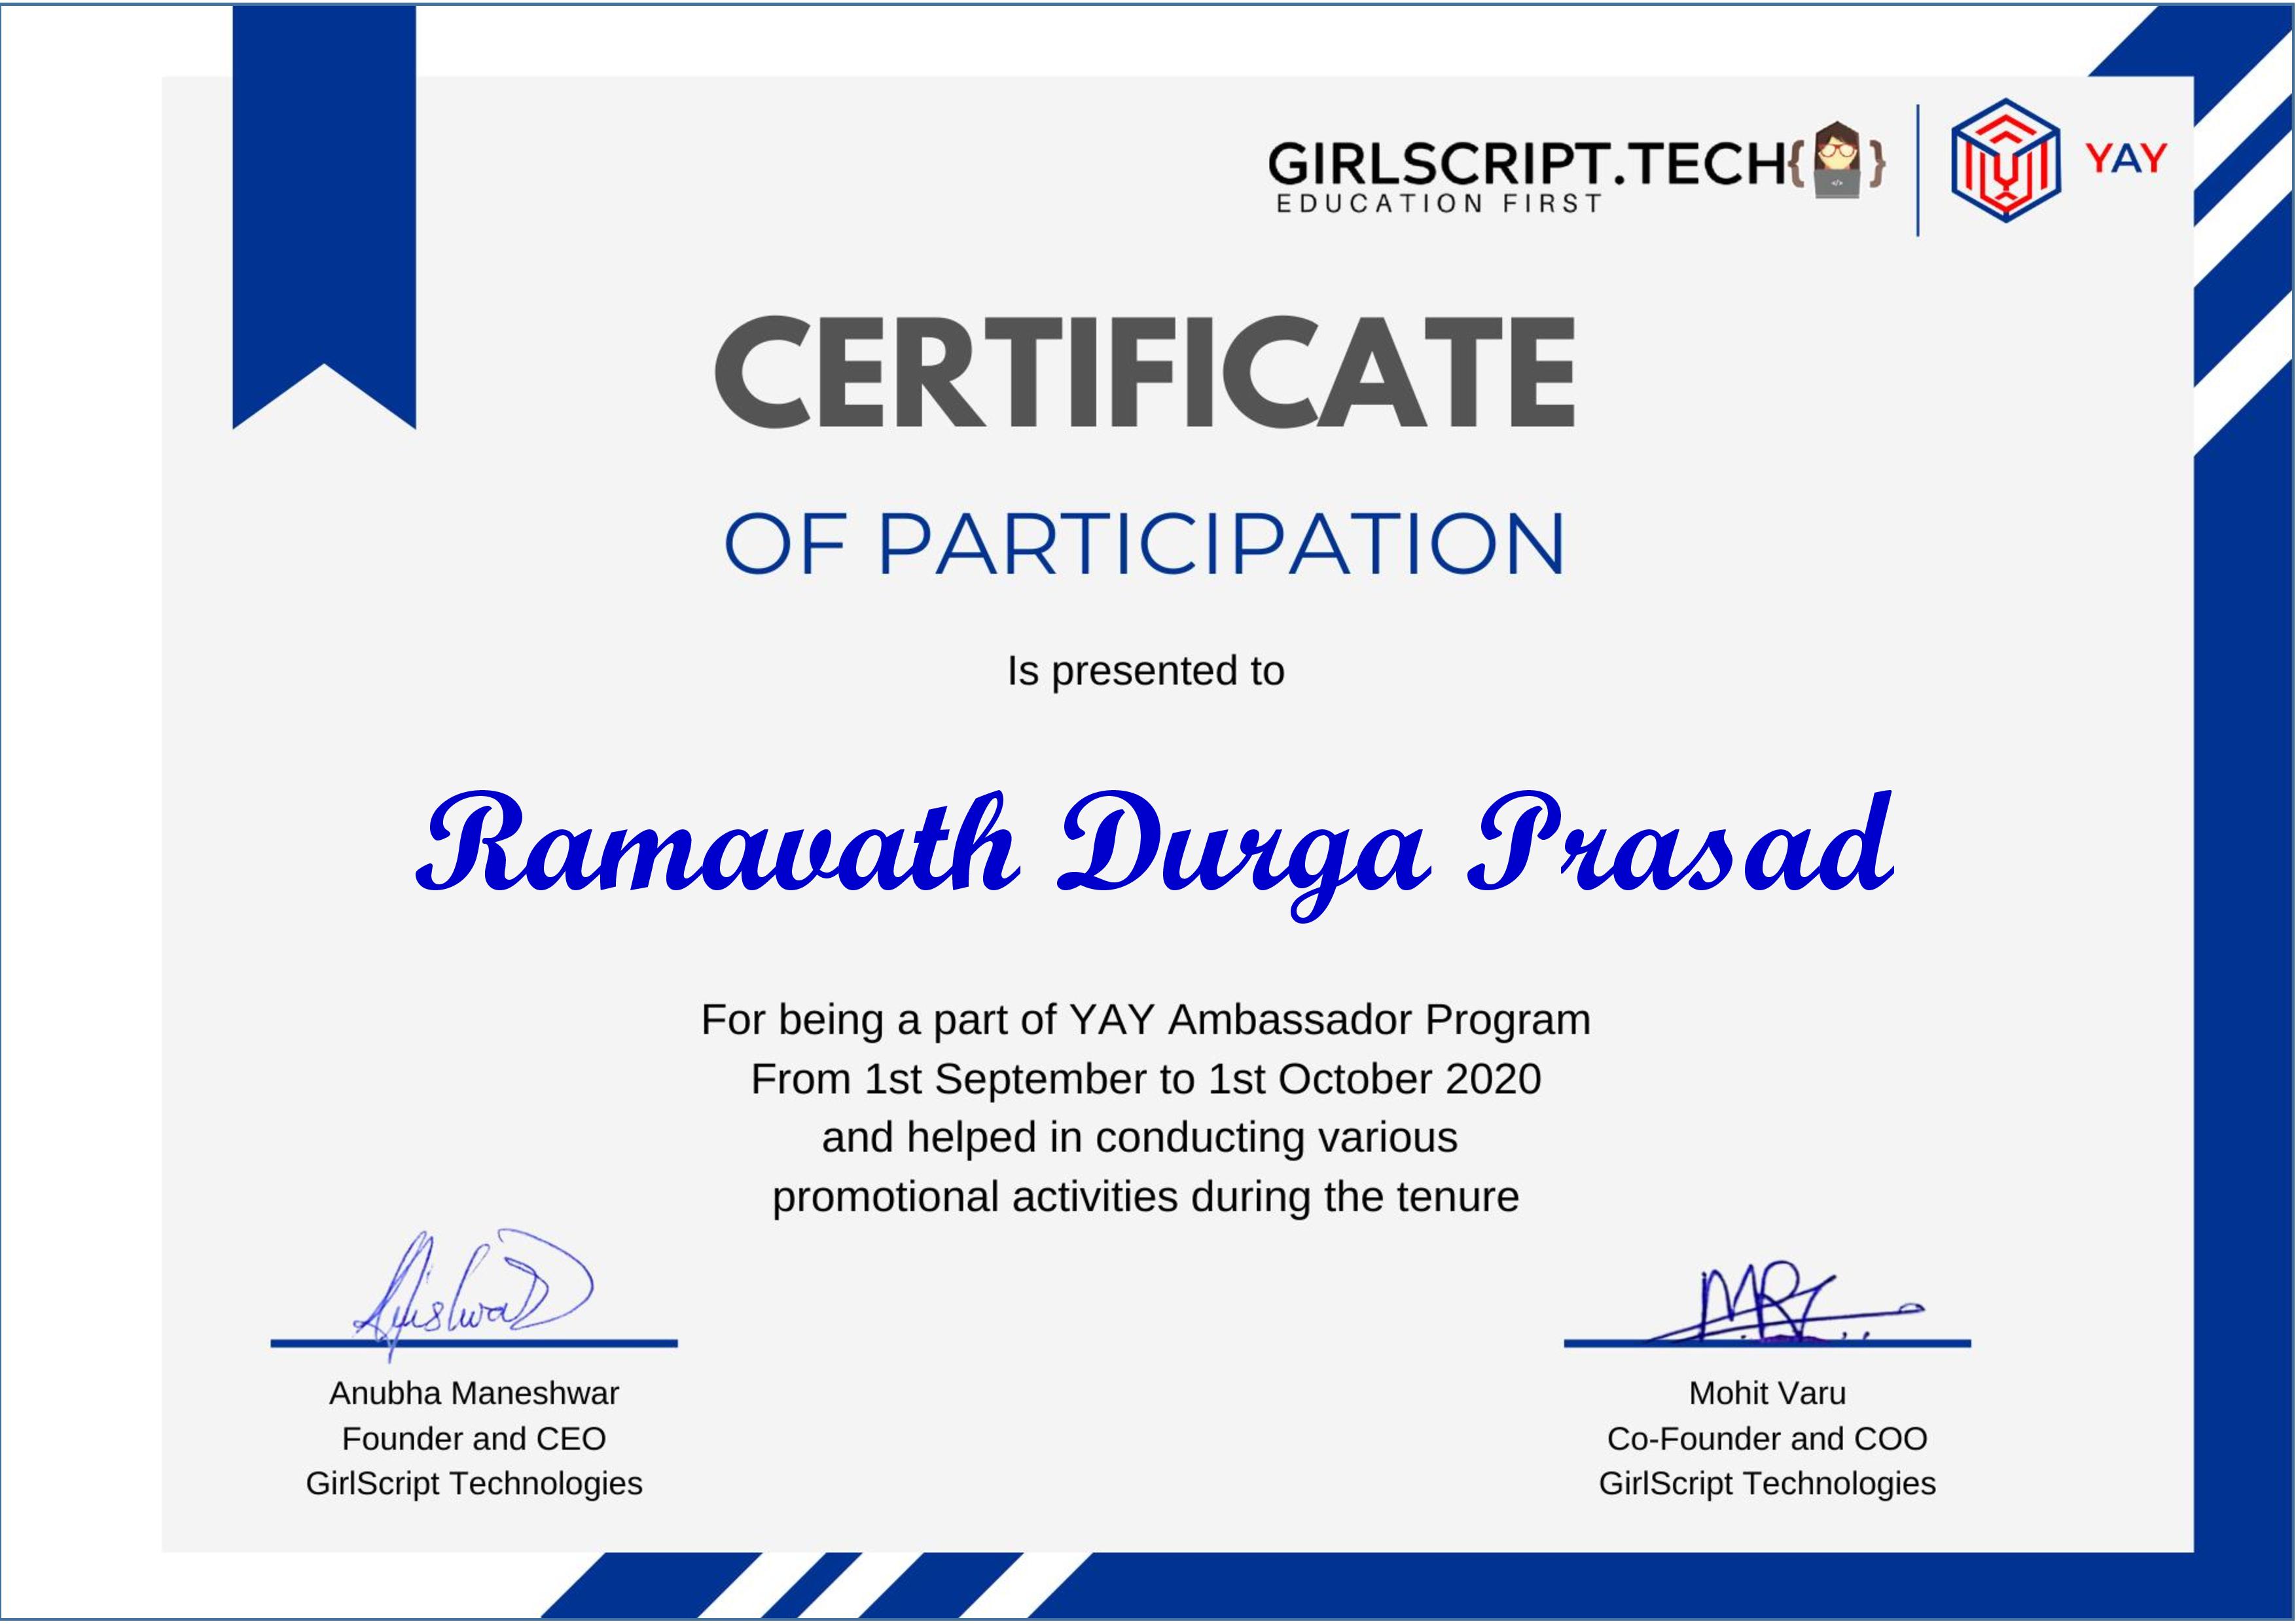 GIRLSCRIPT.TECH{ </> }
EDUCATION FIRST
YAY
CERTIFICATE
OF PARTICIPATION
Is presented to
Ramavath Durga Prasad
For being a part of YAY Ambassador Program
From 1st September to 1st October 2020
and helped in conducting various
promotional activities during the tenure
Anubha Maneshwar
Founder and CEO
GirlScript Technologies
Mohit Varu
Co-Founder and COO
GirlScript Technologies